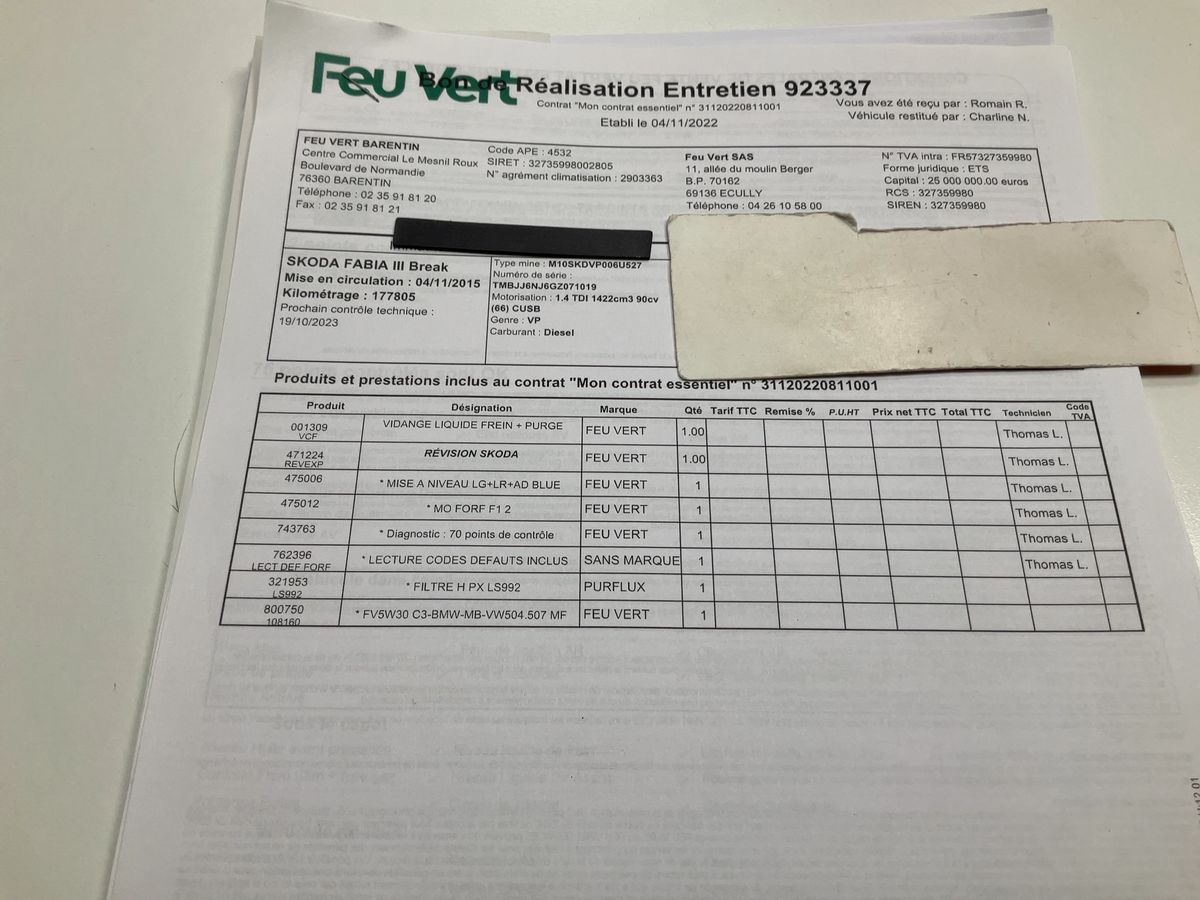 Feu Vert
Bon de Réalisation Entretien 923337
Contrat "Mon contrat essentiel" n° 31120220811001
Etabli le 04/11/2022
Vous avez été reçu par : Romain R.
Véhicule restitué par : Charline N.
FEU VERT BARENTIN
Centre Commercial Le Mesnil Roux
Boulevard de Normandie
76360 BARENTIN
Téléphone : 02 35 91 81 20
Fax : 02 35 91 81 21
Code APE : 4532
SIRET : 32735998002805
N° agrément climatisation : 2903363
Feu Vert SAS
11, allée du moulin Berger
B.P. 70162
69136 ECULLY
Téléphone : 04 26 10 58 00
N° TVA intra : FR57327359980
Forme juridique : ETS
Capital : 25 000 000.00 euros
RCS : 327359980
SIREN : 327359980
SKODA FABIA III Break
Mise en circulation : 04/11/2015
Kilométrage : 177805
Prochain contrôle technique :
19/10/2023
Type mine : M10SKDVP006U527
Numéro de série :
TMBJJ6NJ6GZ071019
Motorisation : 1.4 TDI 1422cm3 90cv
(66) CUSB
Genre : VP
Carburant : Diesel
Produits et prestations inclus au contrat "Mon contrat essentiel" n° 31120220811001
Produit Désignation Marque Qté Tarif TTC Remise % P.U.HT Prix net TTC Total TTC Technicien Code TVA
001309 VIDANGE LIQUIDE FREIN + PURGE FEU VERT 1.00 Thomas L.
VCF
471224 RÉVISION SKODA FEU VERT 1.00 Thomas L.
REVEXP
475006 * MISE A NIVEAU LG+LR+AD BLUE FEU VERT 1 Thomas L.
475012 * MO FORF F1 2 FEU VERT 1 Thomas L.
743763 * Diagnostic : 70 points de contrôle FEU VERT 1 Thomas L.
762396 * LECTURE CODES DEFAUTS INCLUS SANS MARQUE 1 Thomas L.
LECT DEF FORF
321953 * FILTRE H PX LS992 PURFLUX 1
LS992
800750 * FV5W30 C3-BMW-MB-VW504.507 MF FEU VERT 1
108160